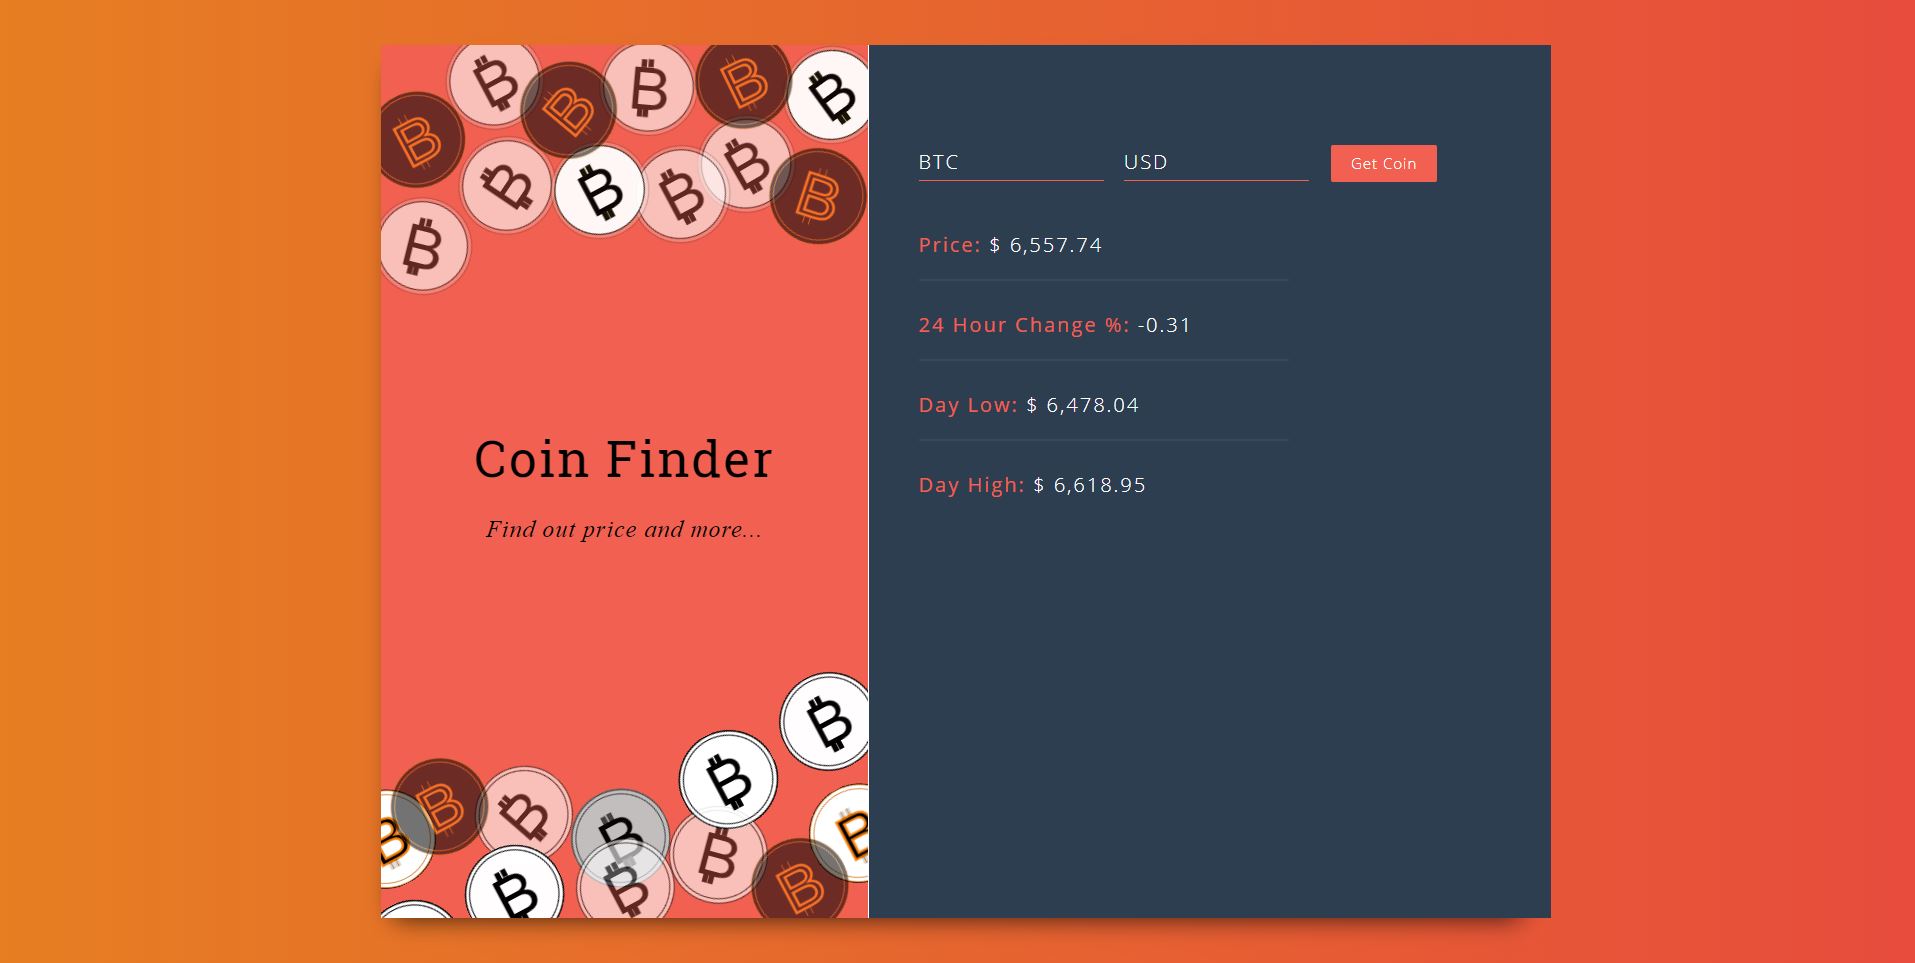 Coin Finder
Find out price and more...
BTC
USD
Get Coin
Price: $ 6,557.74
24 Hour Change %: -0.31
Day Low: $ 6,478.04
Day High: $ 6,618.95